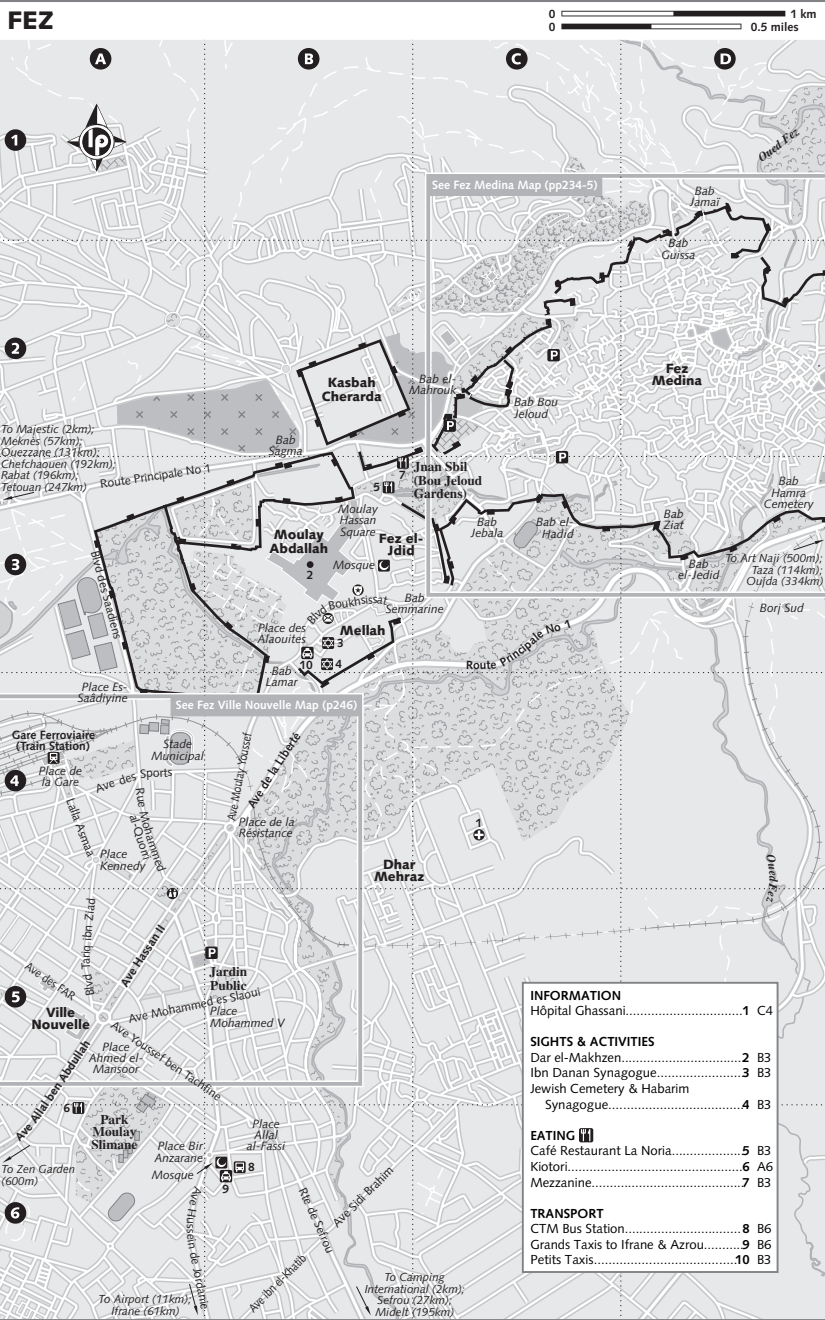 FEZ
0 1 km
0 0.5 miles
A
B
C
D
1
lp
Oued Fez
See Fez Medina Map (pp234-5)
Bab
Jamaï
Bab
Guissa
2
Kasbah
Cherarda
Bab el-
Mahrouk
Fez
Medina
P
Bab Bou
Jeloud
P
P
To Majestic (2km);
Meknès (57km);
Ouezzane (131km);
Chefchaouen (192km);
Rabat (196km);
Tetouan (247km)
Bab
Sagma
Route Principale No 1
7
5
Jnan Sbil
(Bou Jeloud
Gardens)
Moulay
Hassan
Square
Bab
Hamra
Cemetery
3
Moulay
Abdallah
2
Fez el-
Jdid
Mosque
Bab
Jebala
Bab el-
Hadid
Bab
Ziat
Bab
el-Jedid
To Art Naji (500m);
Taza (114km);
Oujda (334km)
Blvd des Saadiens
Blvd Boukhsissat
Bab
Semmarine
Borj Sud
Place des
Alaouites
Mellah
3
10
4
Bab
Lamar
Route Principale No 1
Place Es-
Saâdiyine
See Fez Ville Nouvelle Map (p246)
Gare Ferroviaire
(Train Station)
Stade
Municipal
4
Place de
la Gare
Ave des Sports
Ave Moulay Youssef
Ave de la Liberté
Lalla Asmaa
Rue Mohammed
al-Quorri
Place de la
Résistance
1
Place
Kennedy
Dhar
Mehraz
Oued Fez
Blvd Tariq ibn Ziad
Ave Hassan II
P
Jardin
Public
Ave des FAR
5
Ville
Nouvelle
Ave Mohammed es Slaoui
Place
Mohammed V
Ave Youssef ben Tachfine
Place
Ahmed el-
Mansoor
Ave Allal ben Abdullah
6
Park
Moulay
Slimane
Place
Allal
al-Fassi
Place Bir
Anzarane
Mosque
8
9
To Zen Garden
(600m)
6
Ave Hussein de Jordanie
Rte de Sefrou
Ave Sidi Brahim
Ave ibn el-Khatib
To Airport (11km);
Ifrane (61km)
To Camping
International (2km);
Sefrou (27km);
Midelt (195km)
INFORMATION
Hôpital Ghassani..............................1 C4
SIGHTS & ACTIVITIES
Dar el-Makhzen................................2 B3
Ibn Danan Synagogue......................3 B3
Jewish Cemetery & Habarim
Synagogue...................................4 B3
EATING
Café Restaurant La Noria.................5 B3
Kiotori..............................................6 A6
Mezzanine........................................7 B3
TRANSPORT
CTM Bus Station..............................8 B6
Grands Taxis to Ifrane & Azrou.........9 B6
Petits Taxis.....................................10 B3